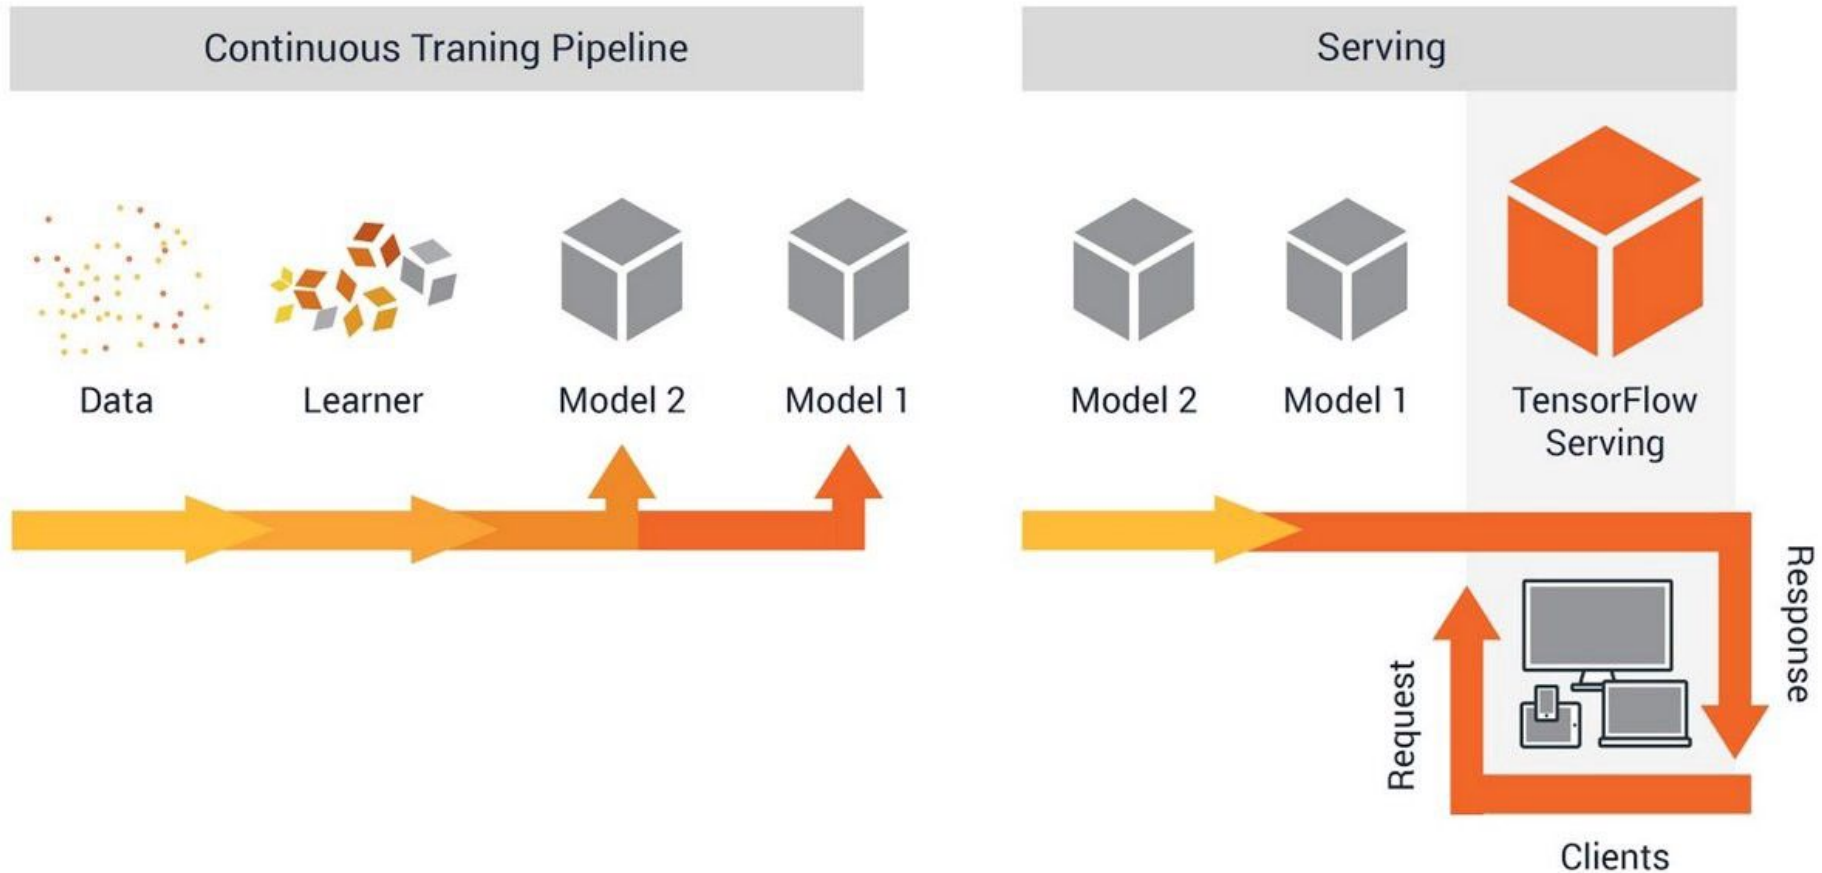 Continuous Traning Pipeline
Serving
Data
Learner
Model 2
Model 1
Model 2
Model 1
TensorFlow
Serving
Response
Request
Clients